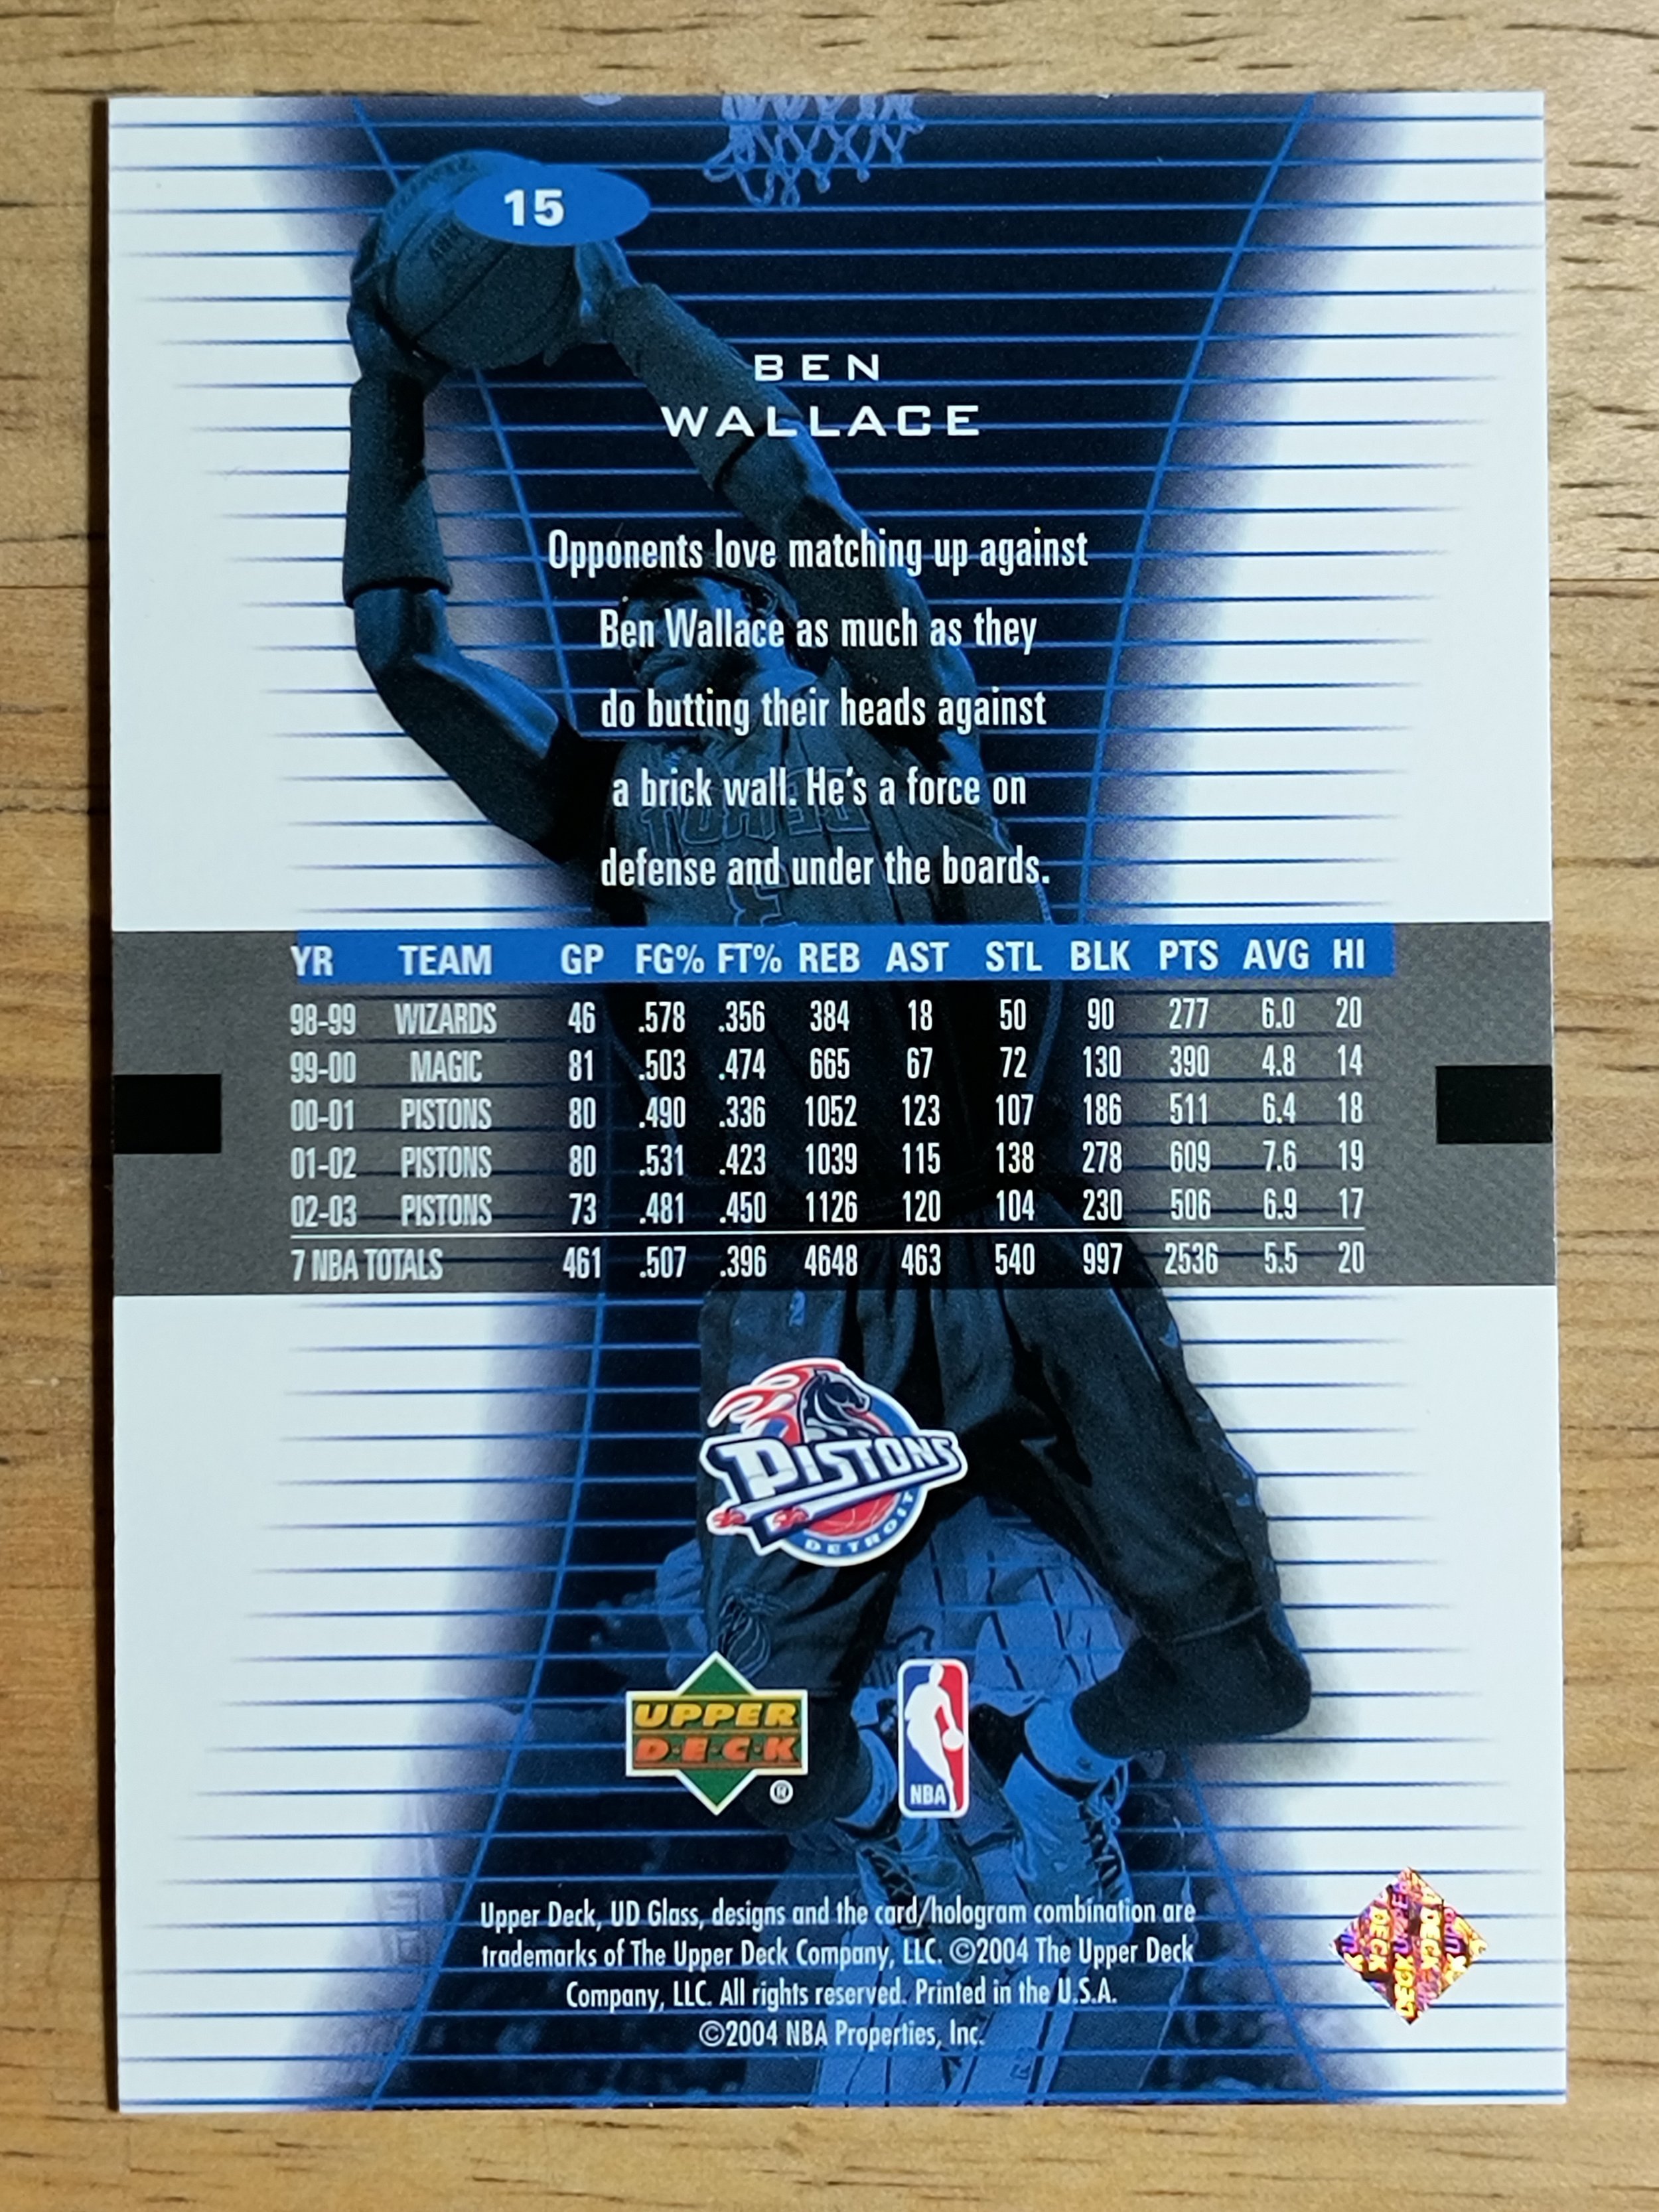 15
BEN
WALLACE
Opponents love matching up against
Ben Wallace as much as they
do butting their heads against
a brick wall. He's a force on
defense and under the boards.
YR TEAM GP FG% FT% REB AST STL BLK PTS AVG HI
98-99 WIZARDS 46 .578 .356 384 18 50 90 277 6.0 20
99-00 MAGIC 81 .503 .474 665 67 72 130 390 4.8 14
00-01 PISTONS 80 .490 .336 1052 123 107 186 511 6.4 18
01-02 PISTONS 80 .531 .423 1039 115 138 278 609 7.6 19
02-03 PISTONS 73 .481 .450 1126 120 104 230 506 6.9 17
7 NBA TOTALS 461 .507 .396 4648 463 540 997 2536 5.5 20
PISTONS
DETROIT
UPPER
D·E·C·K
®
NBA
Upper Deck, UD Glass, designs and the card/hologram combination are
trademarks of The Upper Deck Company, LLC. ©2004 The Upper Deck
Company, LLC. All rights reserved. Printed in the U.S.A.
©2004 NBA Properties, Inc.